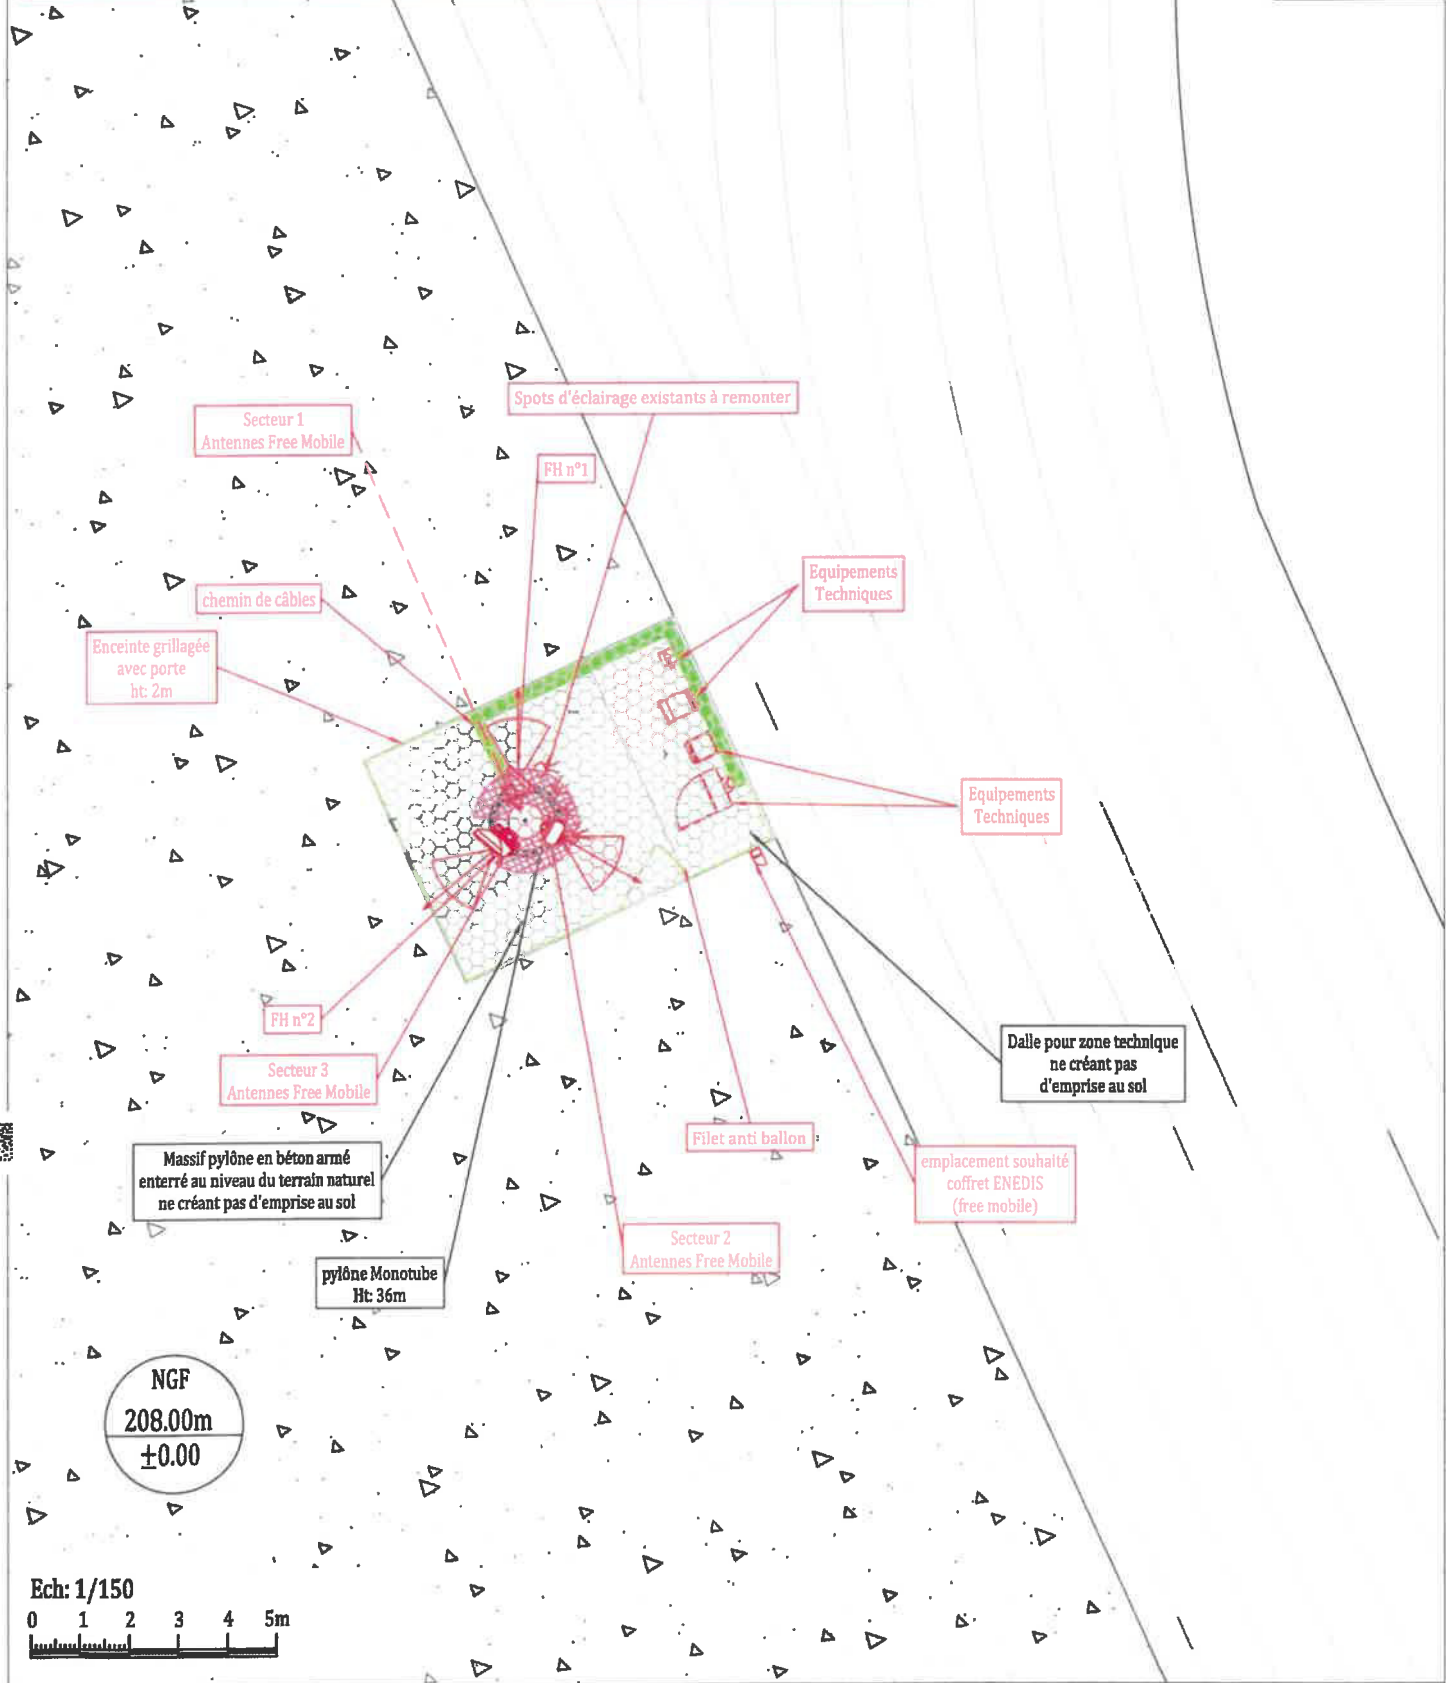 Spots d'éclairage existants à remonter
Secteur 1
Antennes Free Mobile
FH n°1
Equipements
Techniques
chemin de câbles
Enceinte grillagée
avec porte
ht: 2m
Equipements
Techniques
FH n°2
Secteur 3
Antennes Free Mobile
Dalle pour zone technique
ne créant pas
d'emprise au sol
Filet anti ballon
Massif pylône en béton armé
enterré au niveau du terrain naturel
ne créant pas d'emprise au sol
emplacement souhaité
coffret ENEDIS
(free mobile)
Secteur 2
Antennes Free Mobile
pylône Monotube
Ht: 36m
NGF
208.00m
±0.00
Ech: 1/150
0 1 2 3 4 5m